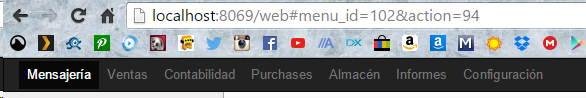 localhost:8069/web#menu_id=102&action=94
Mensajería Ventas Contabilidad Purchases Almacén Informes Configuración